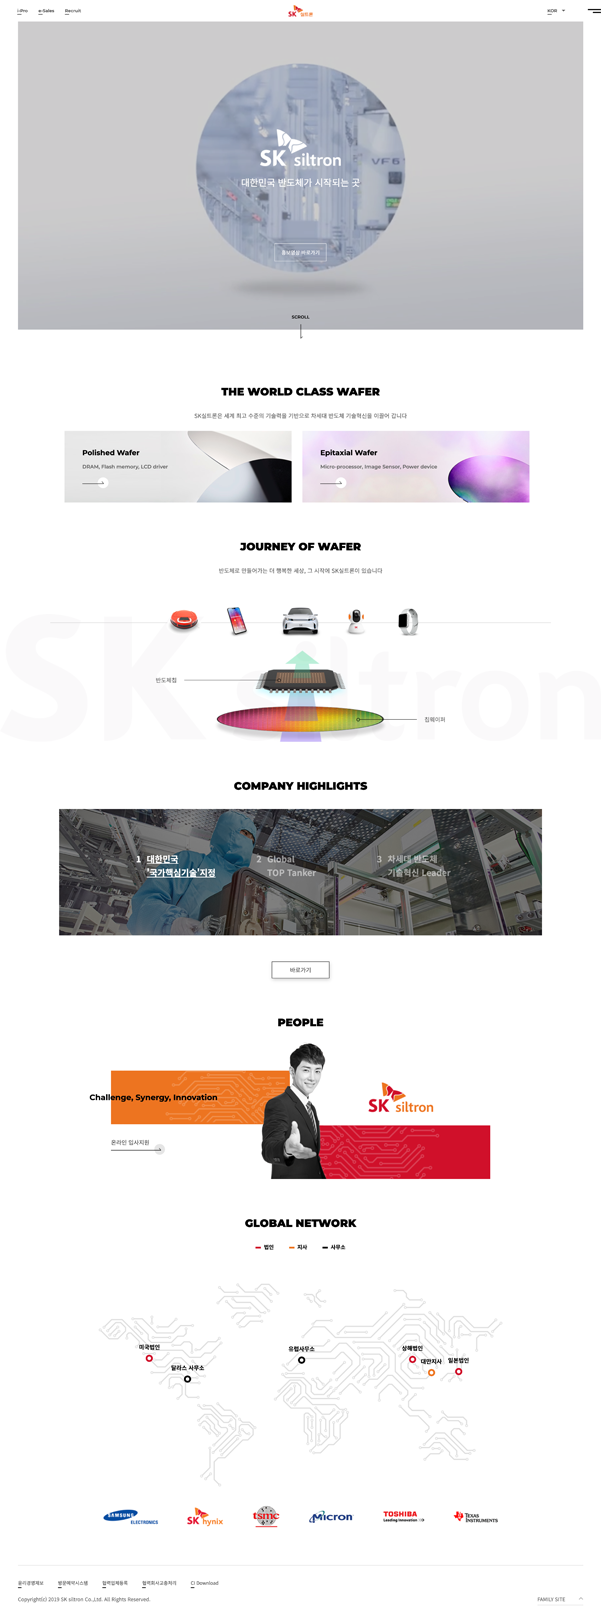 e-Sales
Recruit
SK 실트론
KOR
SK siltron
대한민국 반도체가 시작되는 곳
VF6
홍보영상 바로가기
SCROLL
THE WORLD CLASS WAFER
SK실트론은 세계 최고 수준의 기술력을 기반으로 차세대 반도체 기술혁신을 이끌어 갑니다
Polished Wafer
DRAM, Flash memory, LCD driver
Epitaxial Wafer
Micro-processor, Image Sensor, Power device
JOURNEY OF WAFER
반도체로 만들어가는 더 행복한 세상, 그 시작에 SK실트론이 있습니다
SK siltron
반도체칩
칩웨이퍼
COMPANY HIGHLIGHTS
1 대한민국
'국가핵심기술'지정
2 Global
TOP Tanker
3 차세대 반도체
기술혁신 Leader
바로가기
PEOPLE
Challenge, Synergy, Innovation
SK siltron
온라인 입사지원
GLOBAL NETWORK
법인
지사
사무소
미국법인
달라스 사무소
유럽사무소
상해법인
대만지사
일본법인
SAMSUNG
ELECTRONICS
SK hynix
tsmc
Micron
TOSHIBA
Leading Innovation
TEXAS
INSTRUMENTS
윤리경영제보
방문예약시스템
협력업체등록
협력회사고충처리
CI Download
Copyright(c) 2019 SK siltron Co.,Ltd. All Rights Reserved.
FAMILY SITE